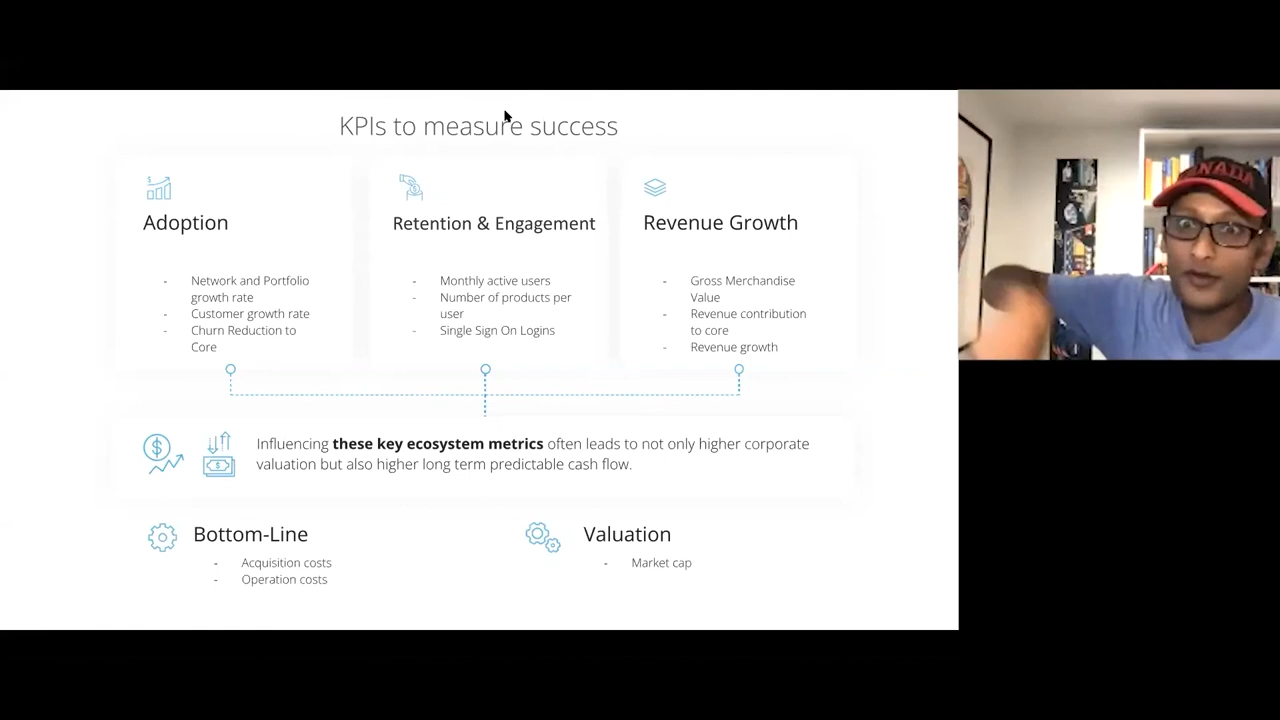 KPIs to measure success
Adoption
- Network and Portfolio
growth rate
- Customer growth rate
- Churn Reduction to
Core
Retention & Engagement
- Monthly active users
- Number of products per
user
- Single Sign On Logins
Revenue Growth
- Gross Merchandise
Value
- Revenue contribution
to core
- Revenue growth
Influencing these key ecosystem metrics often leads to not only higher corporate
valuation but also higher long term predictable cash flow.
Bottom-Line
- Acquisition costs
- Operation costs
Valuation
- Market cap